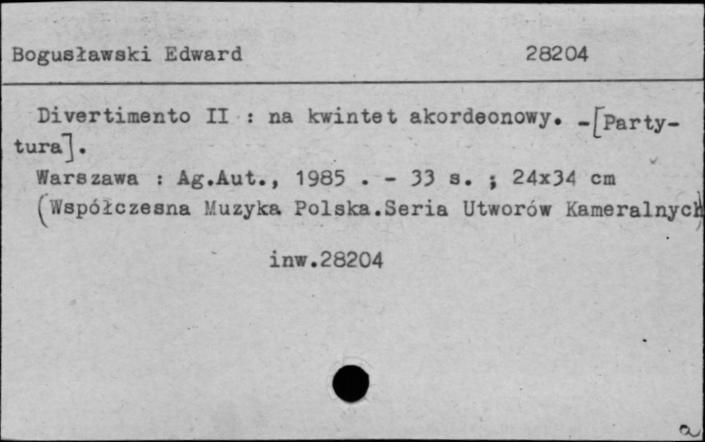 Bogusławski Edward 28204
Divertimento II : na kwintet akordeonowy. -[Party-
tura].
Warszawa : Ag.Aut., 1985 . - 33 s. ; 24x34 cm
(Współczesna Muzyka Polska.Seria Utworów Kameralnych)
inw.28204
a